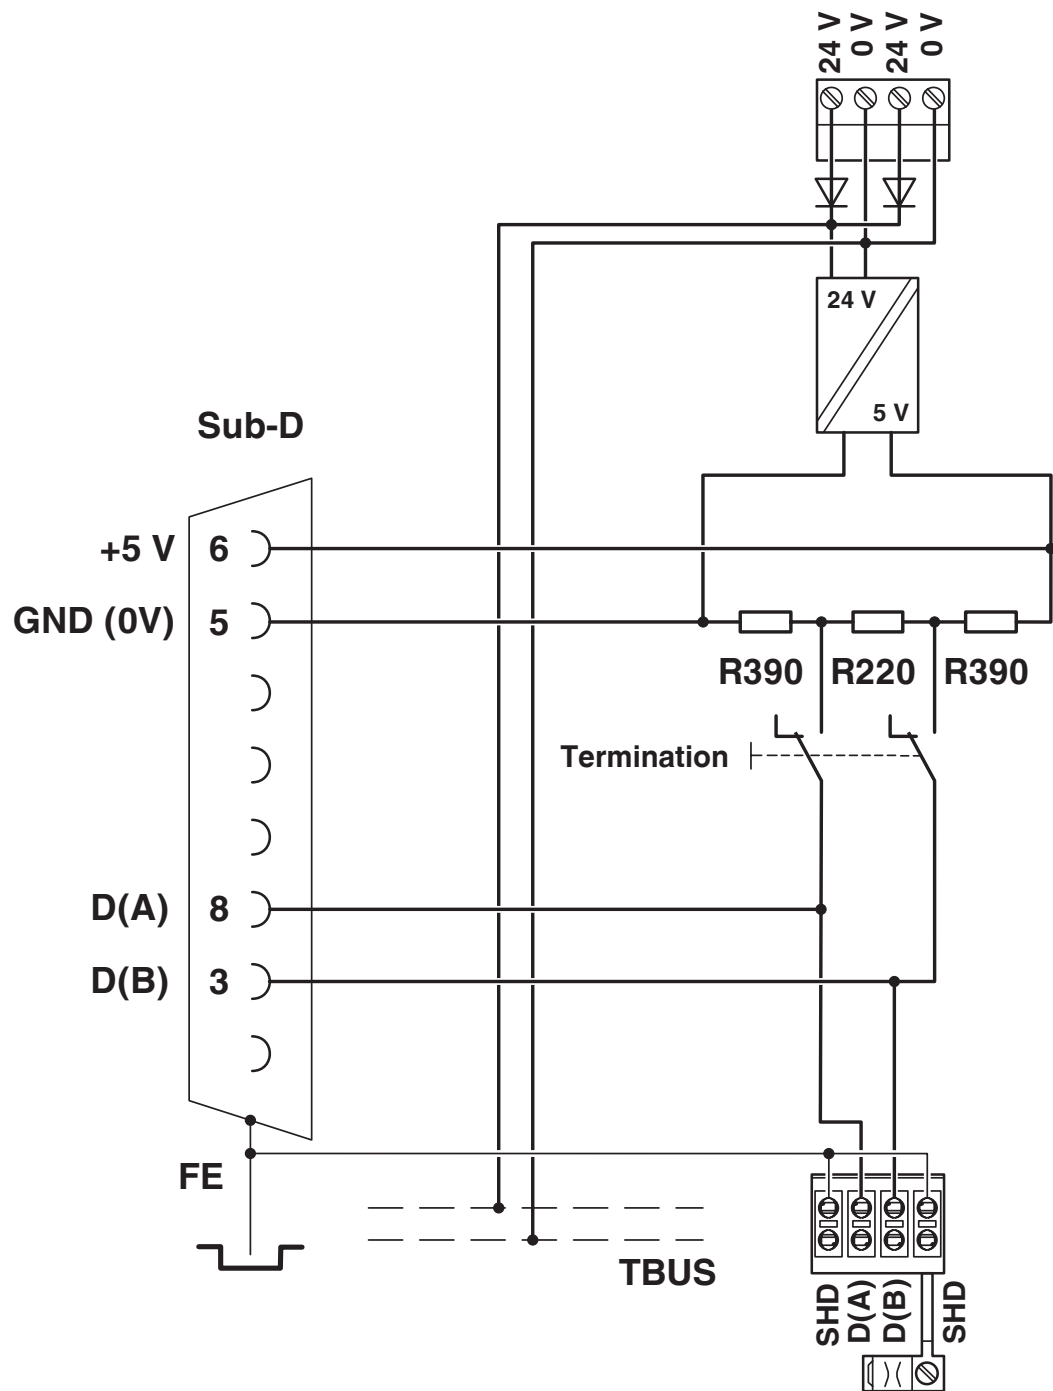 24 V 0 V 24 V 0 V
24 V
5 V
Sub-D
+5 V 6
GND (0V) 5
R390 R220 R390
Termination
D(A) 8
D(B) 3
FE
TBUS
SHD D(A) D(B) SHD